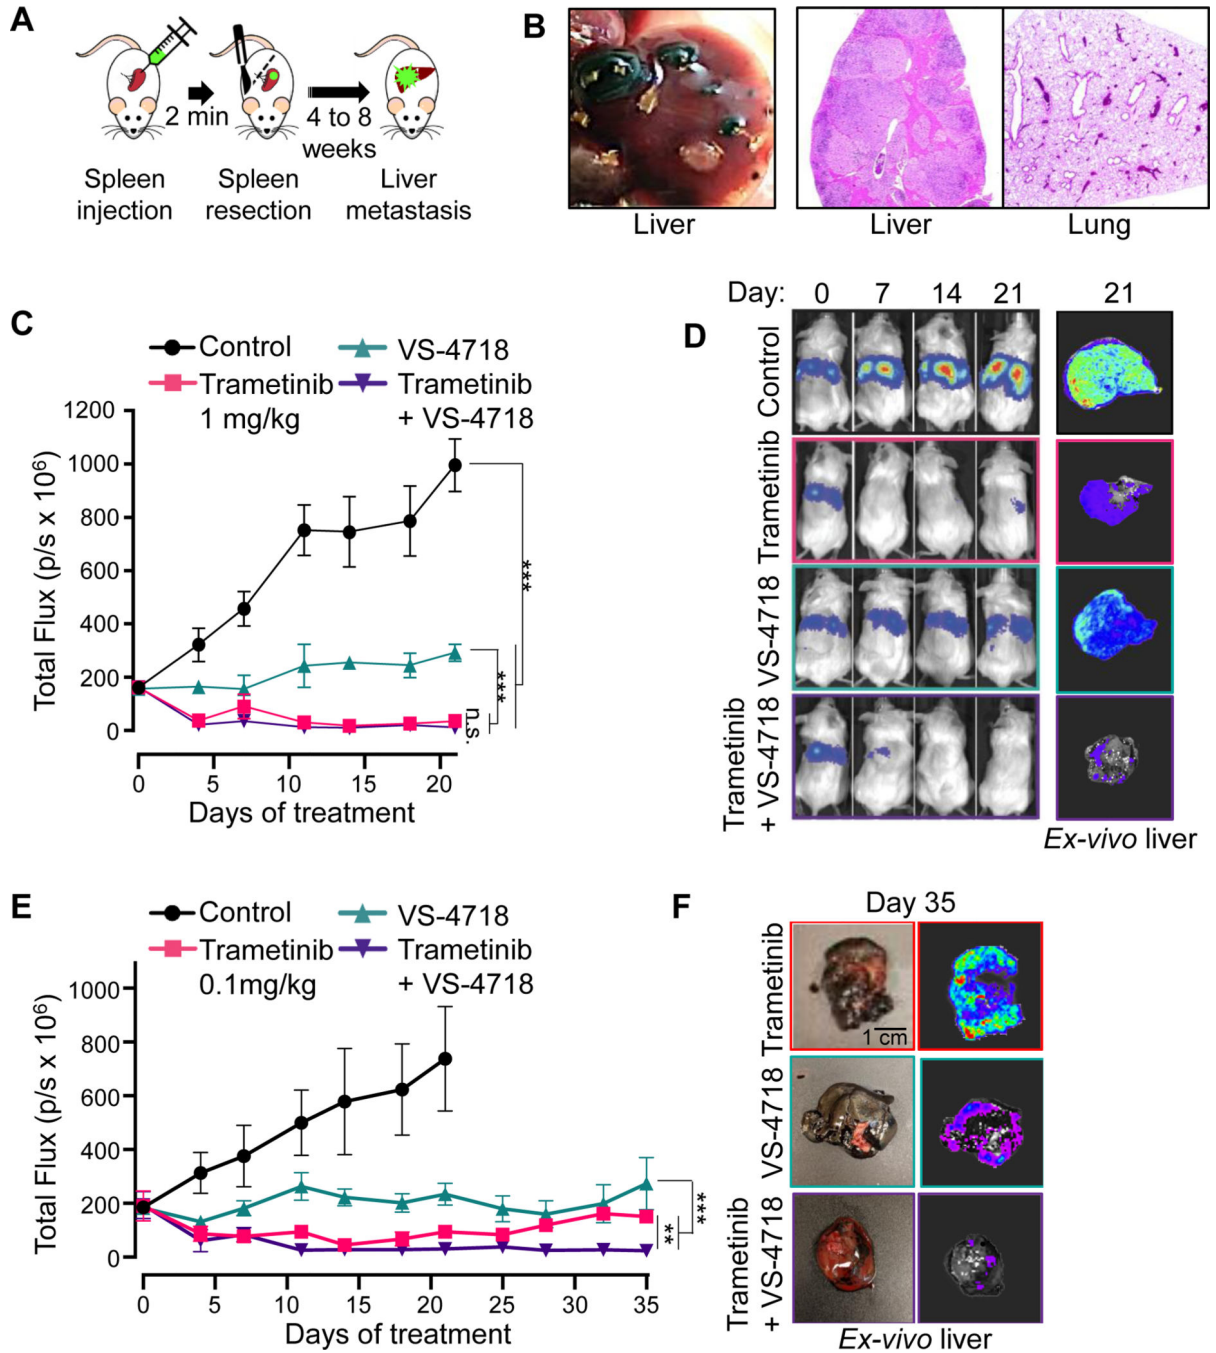 A
2 min
4 to 8
weeks
Spleen
injection
Spleen
resection
Liver
metastasis
B
Liver
Liver
Lung
C
Control
VS-4718
Trametinib
1 mg/kg
Trametinib
+ VS-4718
Total Flux (p/s x 10⁶)
1200
1000
800
600
400
200
0
***
***
n.s.
0
5
10
15
20
Days of treatment
D
Day: 0 7 14 21 21
Control
Trametinib
VS-4718
Trametinib
+ VS-4718
Ex-vivo liver
E
Control
VS-4718
Trametinib
0.1mg/kg
Trametinib
+ VS-4718
Total Flux (p/s x 10⁶)
1000
800
600
400
200
0
***
**
0
5
10
15
20
25
30
35
Days of treatment
F
Day 35
Trametinib
1 cm
VS-4718
Trametinib
+ VS-4718
Ex-vivo liver